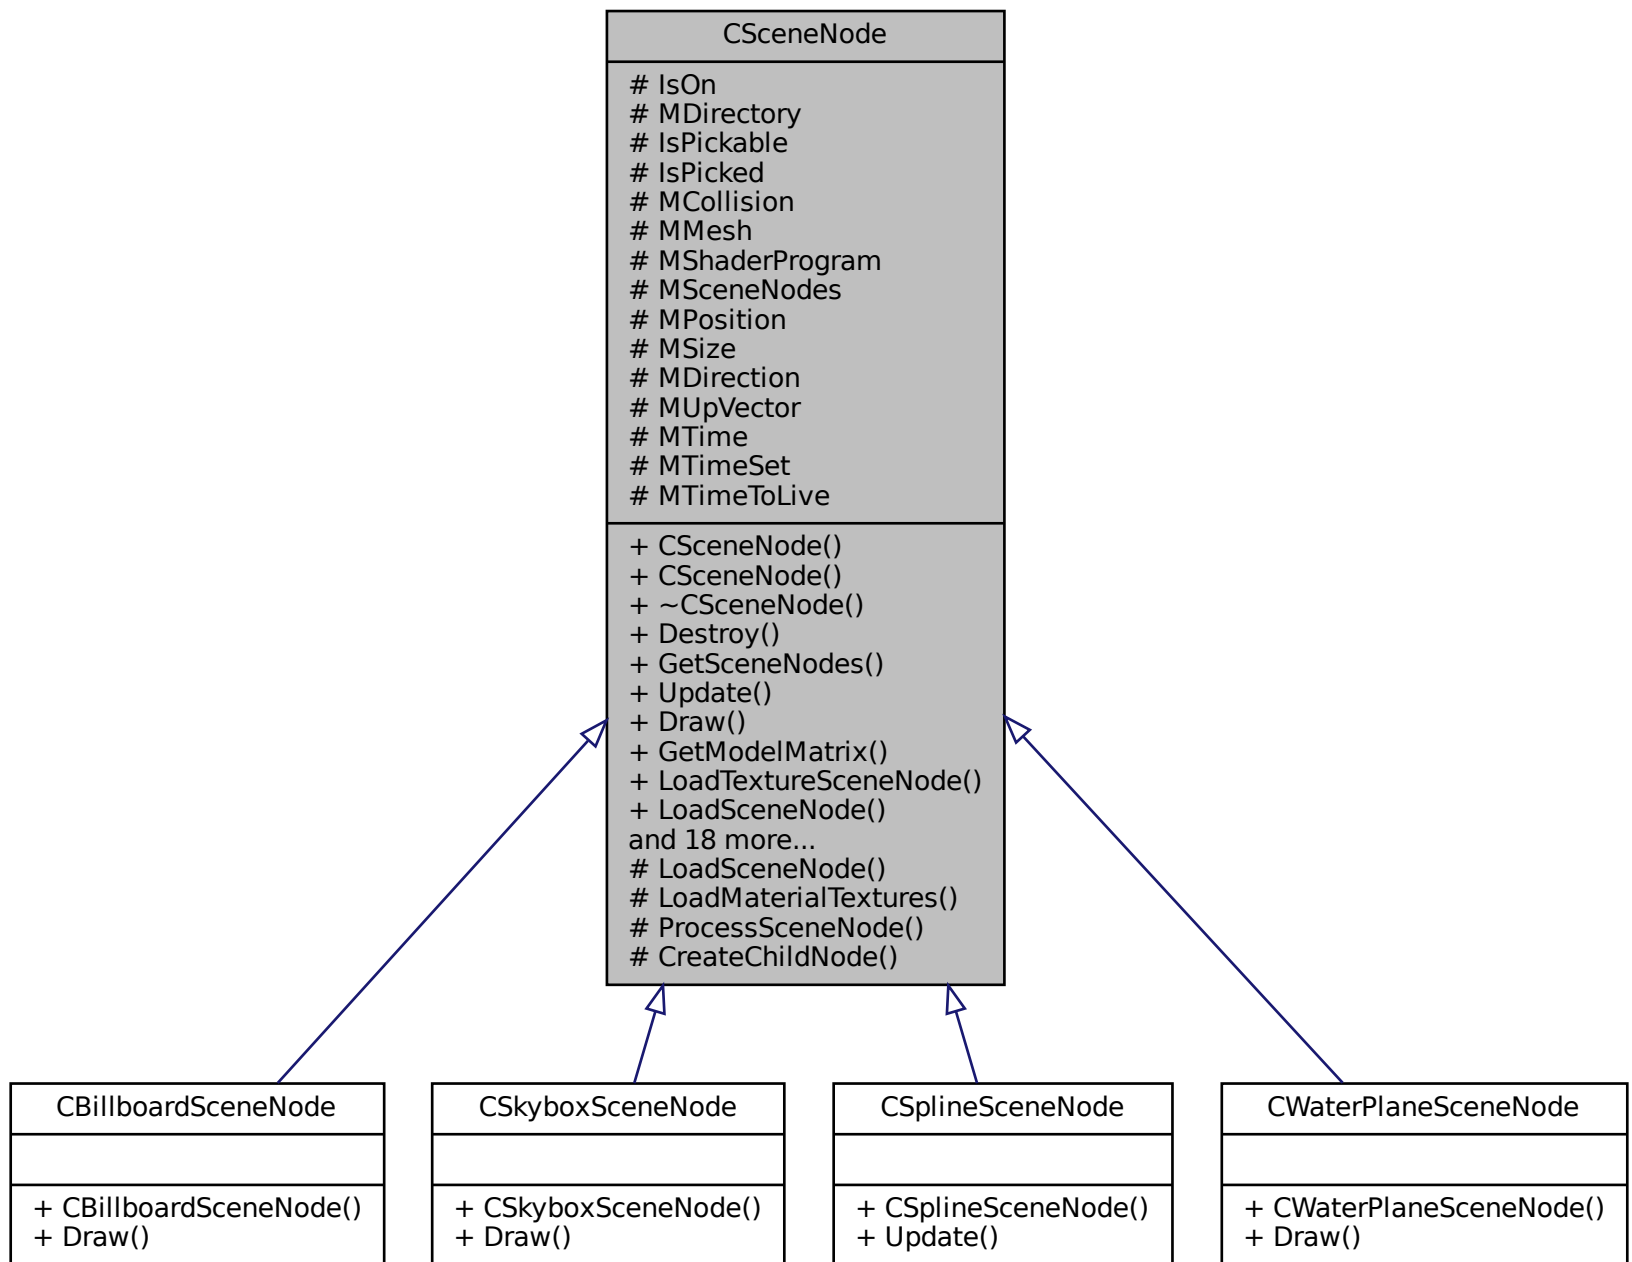 CSceneNode
# IsOn
# MDirectory
# IsPickable
# IsPicked
# MCollision
# MMesh
# MShaderProgram
# MSceneNodes
# MPosition
# MSize
# MDirection
# MUpVector
# MTime
# MTimeSet
# MTimeToLive
+ CSceneNode()
+ CSceneNode()
+ ~CSceneNode()
+ Destroy()
+ GetSceneNodes()
+ Update()
+ Draw()
+ GetModelMatrix()
+ LoadTextureSceneNode()
+ LoadSceneNode()
and 18 more...
# LoadSceneNode()
# LoadMaterialTextures()
# ProcessSceneNode()
# CreateChildNode()
CBillboardSceneNode
+ CBillboardSceneNode()
+ Draw()
CSkyboxSceneNode
+ CSkyboxSceneNode()
+ Draw()
CSplineSceneNode
+ CSplineSceneNode()
+ Update()
CWaterPlaneSceneNode
+ CWaterPlaneSceneNode()
+ Draw()